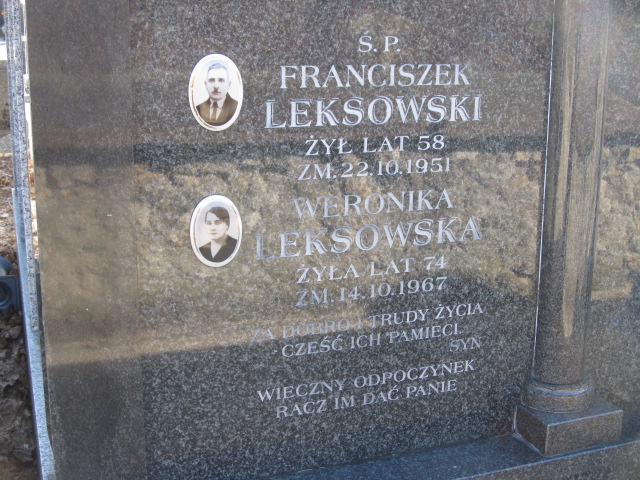 Ś. P.
FRANCISZEK
LEKSOWSKI
ŻYŁ LAT 58
ZM. 22.10.1951
WERONIKA
LEKSOWSKA
ŻYŁA LAT 74
ZM. 14.10.1967
ZA DOBRO I TRUDY ŻYCIA
CZEŚĆ ICH PAMIĘCI
SYN
WIECZNY ODPOCZYNEK
RACZ IM DAĆ PANIE